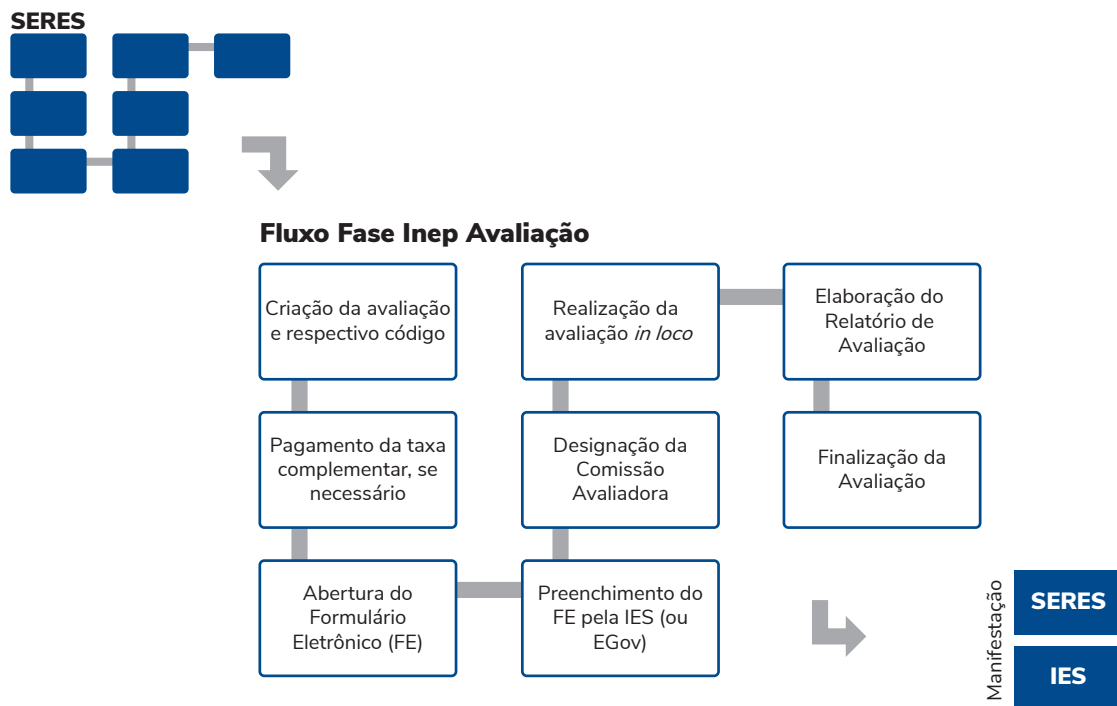 SERES
Fluxo Fase Inep Avaliação
Criação da avaliação
e respectivo código
Pagamento da taxa
complementar, se
necessário
Abertura do
Formulário
Eletrônico (FE)
Preenchimento do
FE pela IES (ou
EGov)
Designação da
Comissão
Avaliadora
Realização da
avaliação in loco
Elaboração do
Relatório de
Avaliação
Finalização da
Avaliação
Manifestação
SERES
IES